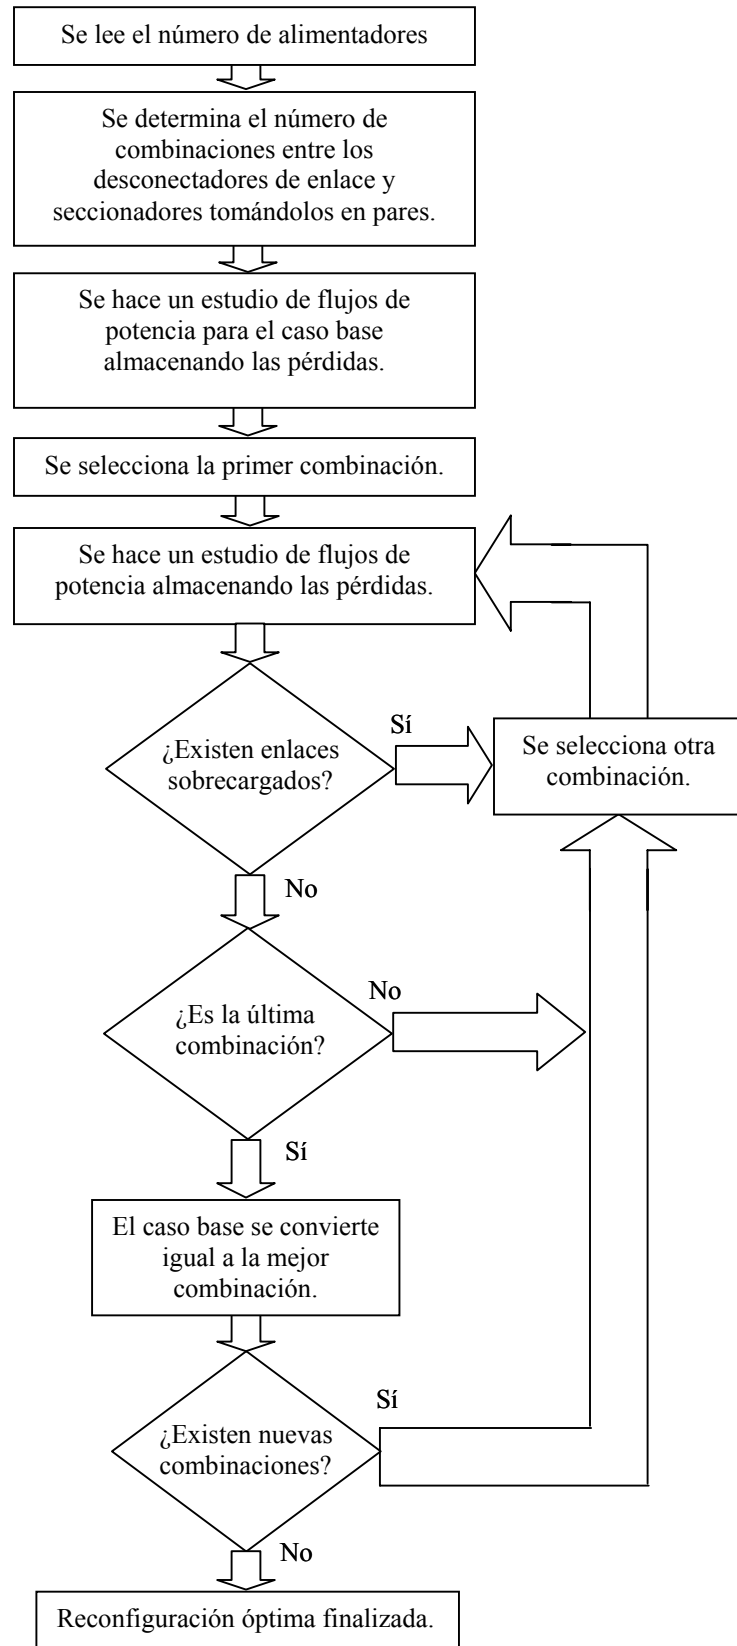 Se lee el número de alimentadores
Se determina el número de
combinaciones entre los
desconectadores de enlace y
seccionadores tomándolos en pares.
Se hace un estudio de flujos de
potencia para el caso base
almacenando las pérdidas.
Se selecciona la primer combinación.
Se hace un estudio de flujos de
potencia almacenando las pérdidas.
¿Existen enlaces
sobrecargados?
Sí
Se selecciona otra
combinación.
No
¿Es la última
combinación?
No
Sí
El caso base se convierte
igual a la mejor
combinación.
¿Existen nuevas
combinaciones?
Sí
No
Reconfiguración óptima finalizada.